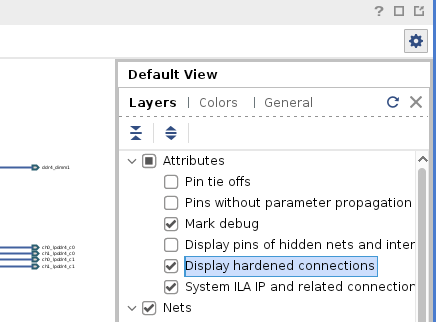 ?
Default View
Layers | Colors | General
Attributes
Pin tie offs
Pins without parameter propagation
Mark debug
Display pins of hidden nets and inter
Display hardened connections
System ILA IP and related connection
Nets
ddr4_dimm1
ch0_lpddr4_c0
ch1_lpddr4_c0
ch0_lpddr4_c1
ch1_lpddr4_c1